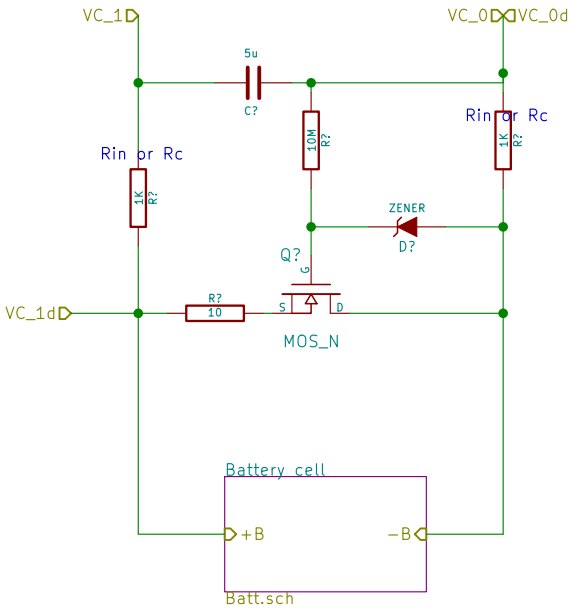 VC_1
VC_0
VC_0d
5u
C?
Rin or Rc
10M
R?
1K
R?
Rin or Rc
1K
R?
ZENER
D?
Q?
G
VC_1d
R?
10
S
D
MOS_N
Battery cell
+B
-B
Batt.sch